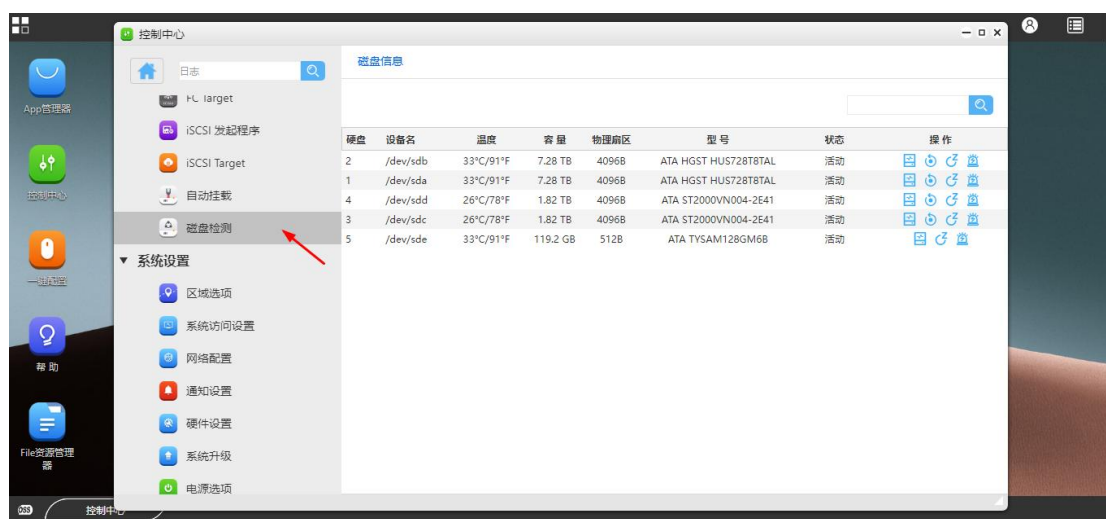 控制中心
App管理器
控制中心
一键配置
帮 助
File资源管理
器
日志
FC Target
iSCSI 发起程序
iSCSI Target
自动挂载
磁盘检测
系统设置
区域选项
系统访问设置
网络配置
通知设置
硬件设置
系统升级
电源选项
磁盘信息
硬盘 设备名 温度 容 量 物理扇区 型 号 状态 操 作
2 /dev/sdb 33°C/91°F 7.28 TB 4096B ATA HGST HUS728T8TAL 活动
1 /dev/sda 33°C/91°F 7.28 TB 4096B ATA HGST HUS728T8TAL 活动
4 /dev/sdd 26°C/78°F 1.82 TB 4096B ATA ST2000VN004-2E41 活动
3 /dev/sdc 26°C/78°F 1.82 TB 4096B ATA ST2000VN004-2E41 活动
5 /dev/sde 33°C/91°F 119.2 GB 512B ATA TYSAM128GM6B 活动
控制中心